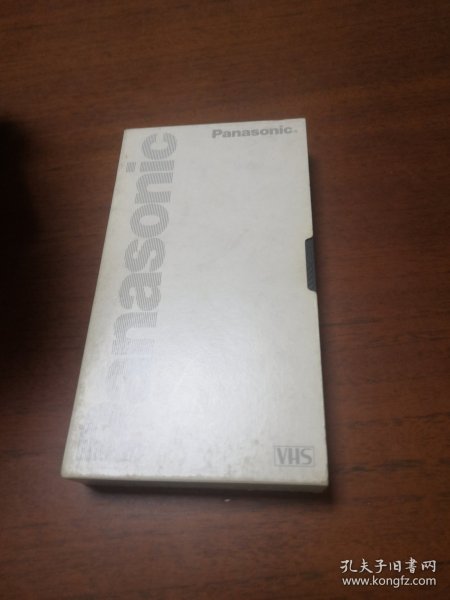 Panasonic®
Panasonic
VHS
孔夫子旧书网
www.kongfz.com